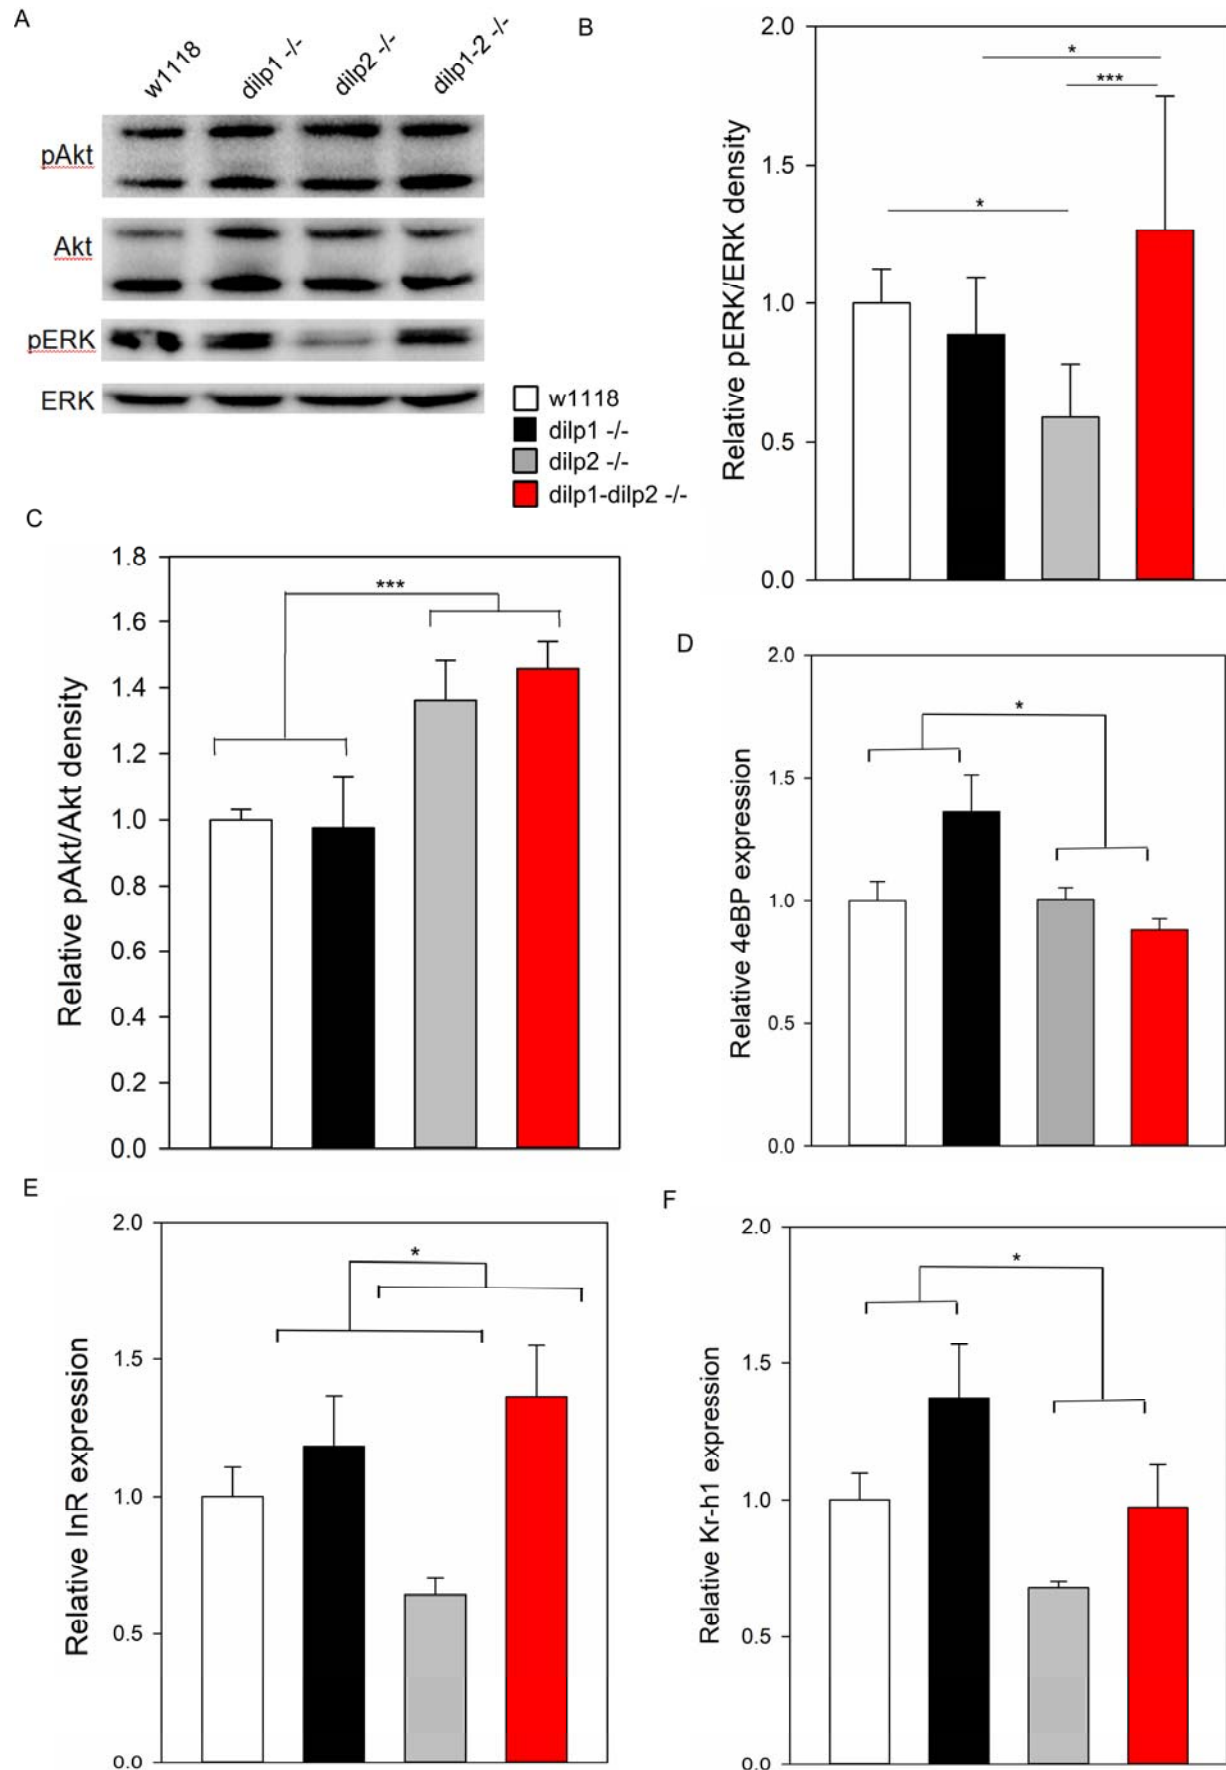 A
w1118
dilp1 -/-
dilp2 -/-
dilp1-2 -/-
pAkt
Akt
pERK
ERK
B
Relative pERK/ERK density
2.0
1.5
1.0
0.5
0.0
*
***
*
w1118
dilp1 -/-
dilp2 -/-
dilp1-dilp2 -/-
C
Relative pAkt/Akt density
1.8
1.6
1.4
1.2
1.0
0.8
0.6
0.4
0.2
0.0
***
D
Relative 4eBP expression
2.0
1.5
1.0
0.5
0.0
*
E
Relative InR expression
2.0
1.5
1.0
0.5
0.0
*
F
Relative Kr-h1 expression
2.0
1.5
1.0
0.5
0.0
*